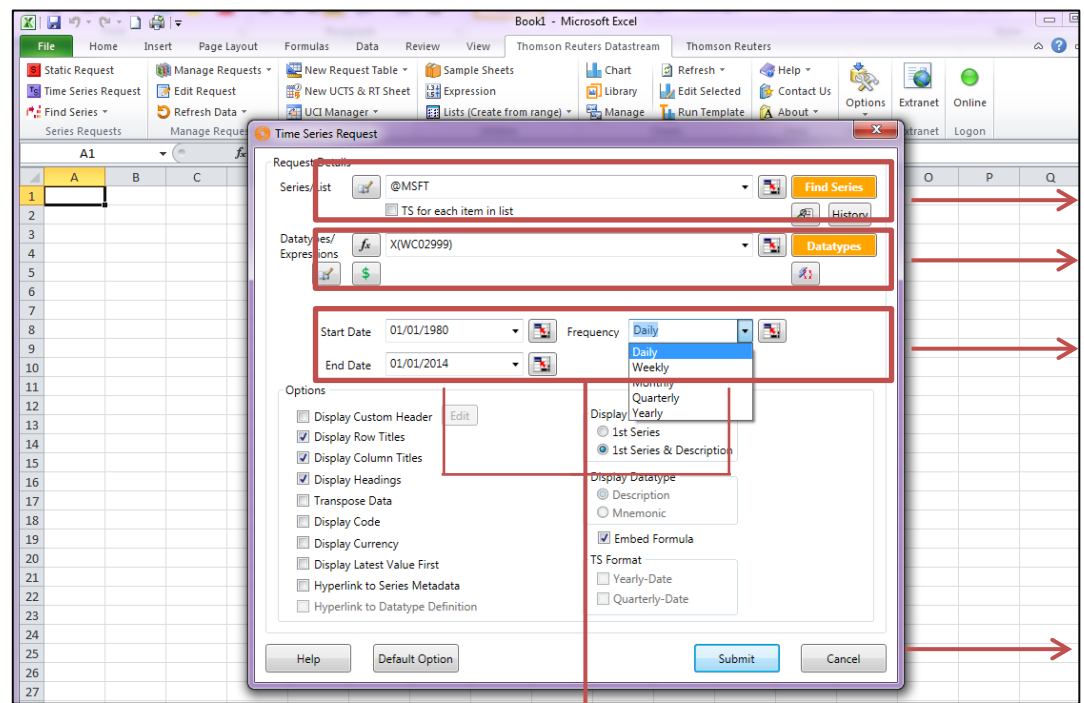 Book1 - Microsoft Excel
File Home Insert Page Layout Formulas Data Review View Thomson Reuters Datastream Thomson Reuters
Static Request Manage Requests New Request Table Sample Sheets Chart Refresh Help
Time Series Request Edit Request New UCTS & RT Sheet Expression Library Edit Selected Contact Us Options Extranet Online
Find Series Refresh Data UCI Manager Lists (Create from range) Manage Run Template About
Series Requests Manage Reques xtranet Logon
Time Series Request
A1 fx
A B C O P Q
Request Details
Series/List @MSFT Find Series
TS for each item in list History
Datatypes/
Expressions fx X(WC02999) Datatypes
$
Start Date 01/01/1980 Frequency Daily
Daily
Weekly
End Date 01/01/2014
Monthly
Quarterly
Yearly
Options
Display Custom Header Edit Display
Display Row Titles 1st Series
Display Column Titles 1st Series & Description
Display Headings Display Datatype
Transpose Data Description
Display Code Mnemonic
Display Currency Embed Formula
Display Latest Value First TS Format
Hyperlink to Series Metadata Yearly-Date
Hyperlink to Datatype Definition Quarterly-Date
Help Default Option Submit Cancel
1
2
3
4
5
6
7
8
9
10
11
12
13
14
15
16
17
18
19
20
21
22
23
24
25
26
27